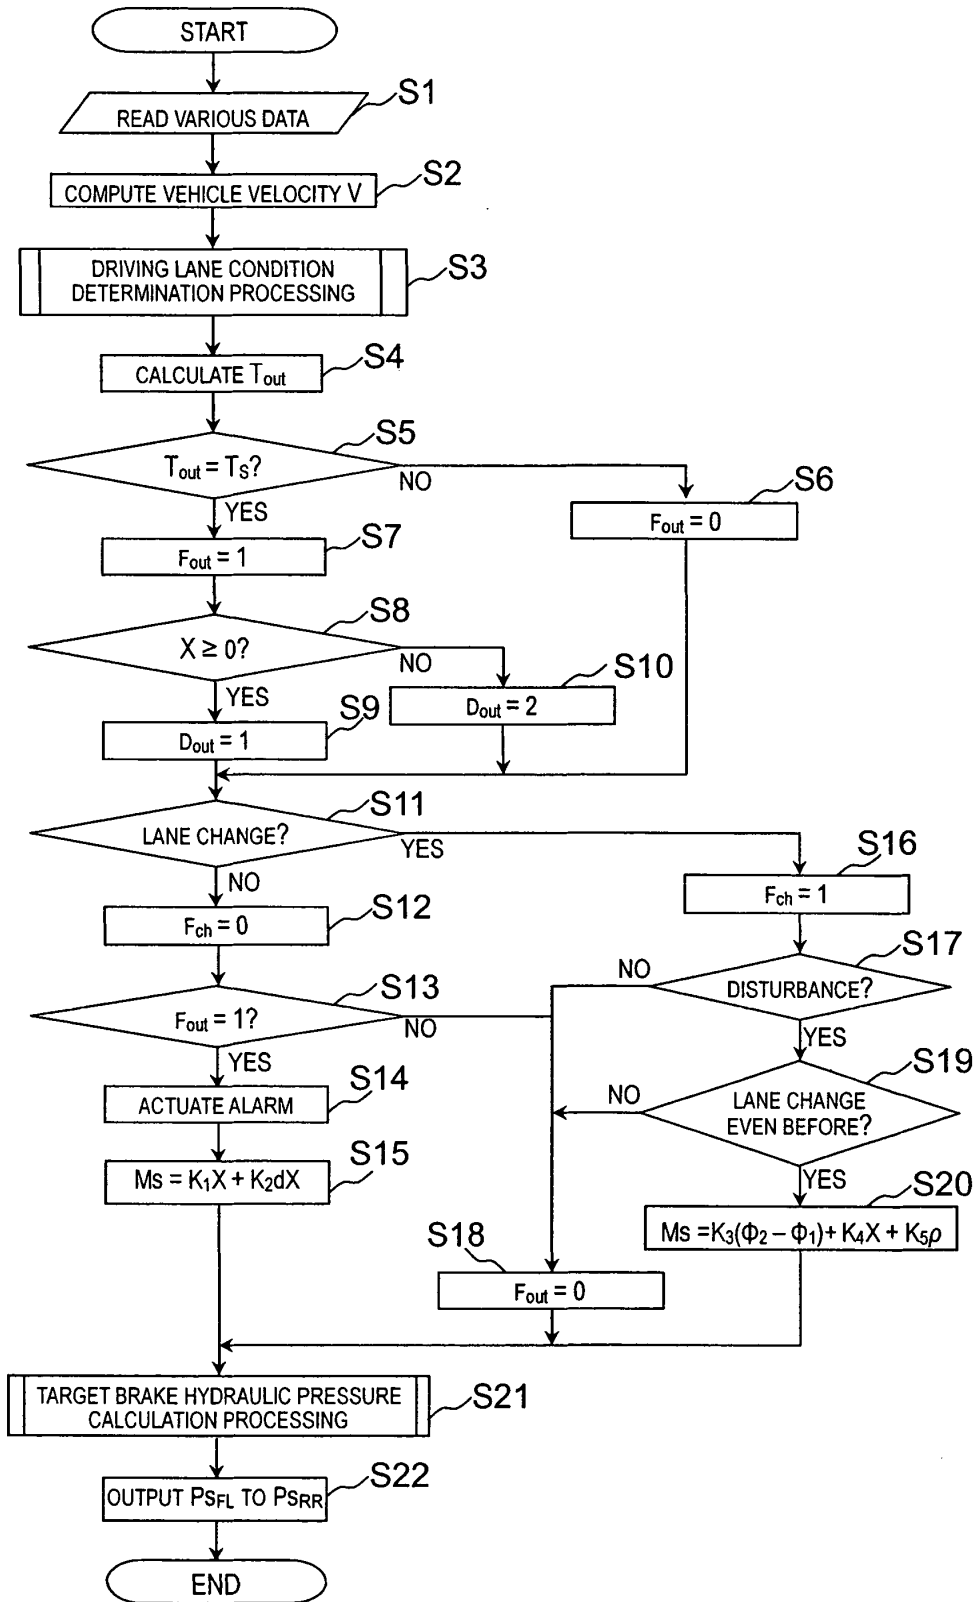 START
READ VARIOUS DATA
S1
COMPUTE VEHICLE VELOCITY V
S2
DRIVING LANE CONDITION
DETERMINATION PROCESSING
S3
CALCULATE Tout
S4
Tout = TS?
S5
NO
YES
Fout = 0
S6
Fout = 1
S7
X ≥ 0?
S8
NO
YES
Dout = 2
S10
Dout = 1
S9
LANE CHANGE?
S11
YES
NO
Fch = 1
S16
Fch = 0
S12
DISTURBANCE?
S17
NO
YES
Fout = 1?
S13
NO
YES
LANE CHANGE
EVEN BEFORE?
S19
NO
YES
ACTUATE ALARM
S14
Ms = K1X + K2dX
S15
Ms =K3(Φ2 – Φ1)+ K4X + K5ρ
S20
Fout = 0
S18
TARGET BRAKE HYDRAULIC PRESSURE
CALCULATION PROCESSING
S21
OUTPUT PSFL TO PSRR
S22
END